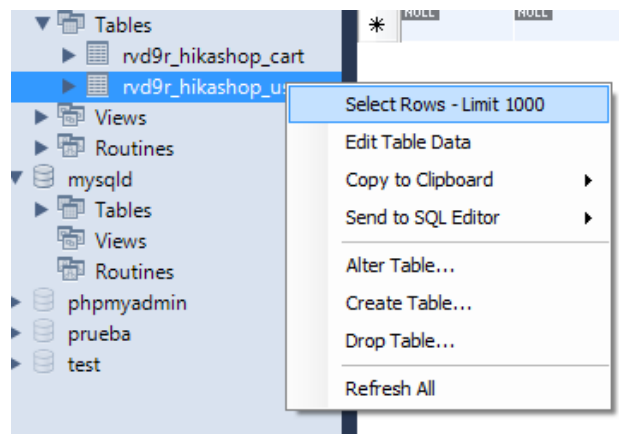 Tables
NULL NULL
rvd9r_hikashop_cart
rvd9r_hikashop_us
Views
Routines
mysqld
Tables
Views
Routines
phpmyadmin
prueba
test
Select Rows - Limit 1000
Edit Table Data
Copy to Clipboard
Send to SQL Editor
Alter Table...
Create Table...
Drop Table...
Refresh All